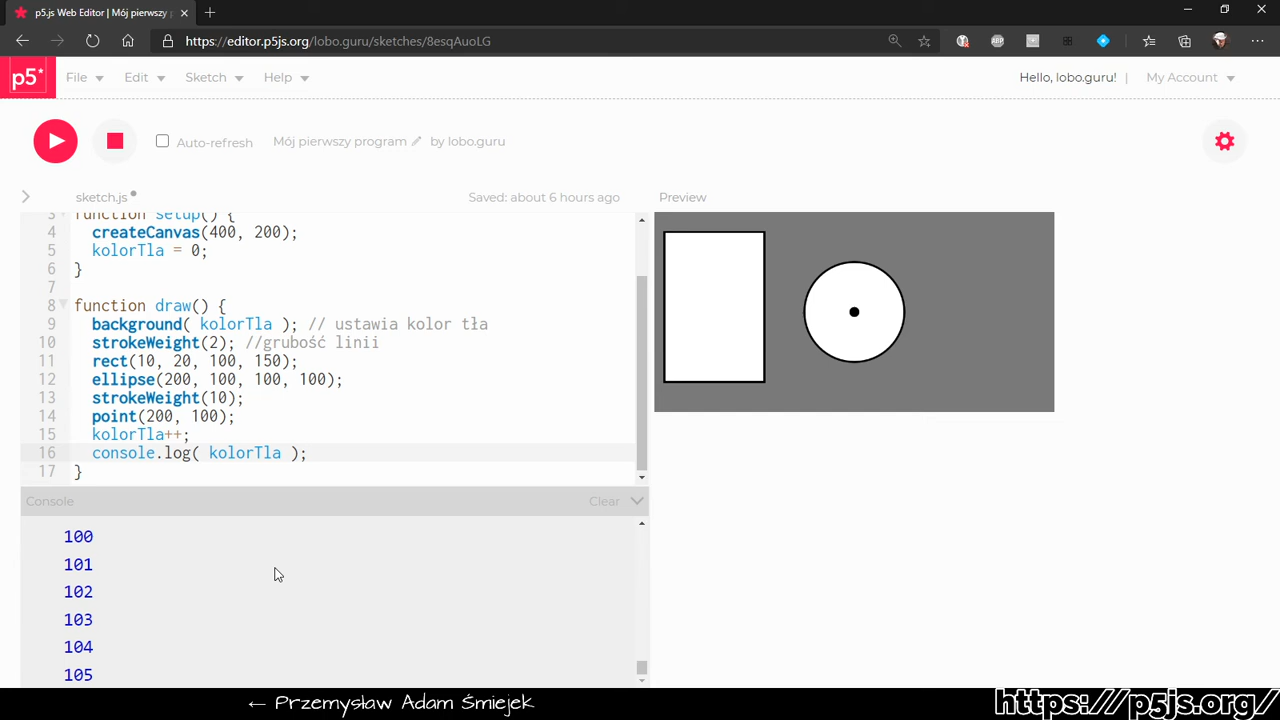 p5.js Web Editor | Mój pierwszy
https://editor.p5js.org/lobo.guru/sketches/8esqAuoLG
ABP
p5* File Edit Sketch Help Hello, lobo.guru! | My Account
Auto-refresh Mój pierwszy program by lobo.guru
sketch.js Saved: about 6 hours ago Preview
3 function setup() {
4 createCanvas(400, 200);
5 kolorTla = 0;
6 }
7
8 function draw() {
9 background( kolorTla ); // ustawia kolor tła
10 strokeWeight(2); //grubość linii
11 rect(10, 20, 100, 150);
12 ellipse(200, 100, 100, 100);
13 strokeWeight(10);
14 point(200, 100);
15 kolorTla++;
16 console.log( kolorTla );
17 }
Console Clear
100
101
102
103
104
105
← Przemysław Adam Śmiejek https://p5js.org/